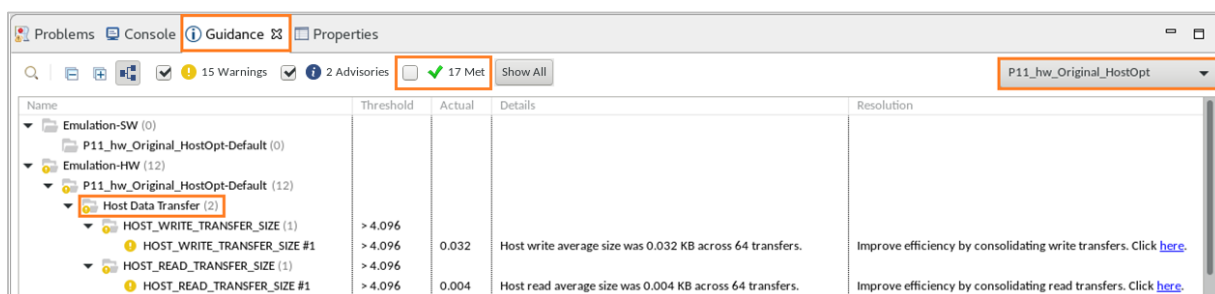 Problems Console Guidance Properties
15 Warnings 2 Advisories 17 Met Show All P11_hw_Original_HostOpt
Name Threshold Actual Details Resolution
Emulation-SW (0)
P11_hw_Original_HostOpt-Default (0)
Emulation-HW (12)
P11_hw_Original_HostOpt-Default (12)
Host Data Transfer (2)
HOST_WRITE_TRANSFER_SIZE (1) > 4.096
HOST_WRITE_TRANSFER_SIZE #1 > 4.096 0.032 Host write average size was 0.032 KB across 64 transfers. Improve efficiency by consolidating write transfers. Click here.
HOST_READ_TRANSFER_SIZE (1) > 4.096
HOST_READ_TRANSFER_SIZE #1 > 4.096 0.004 Host read average size was 0.004 KB across 64 transfers. Improve efficiency by consolidating read transfers. Click here.